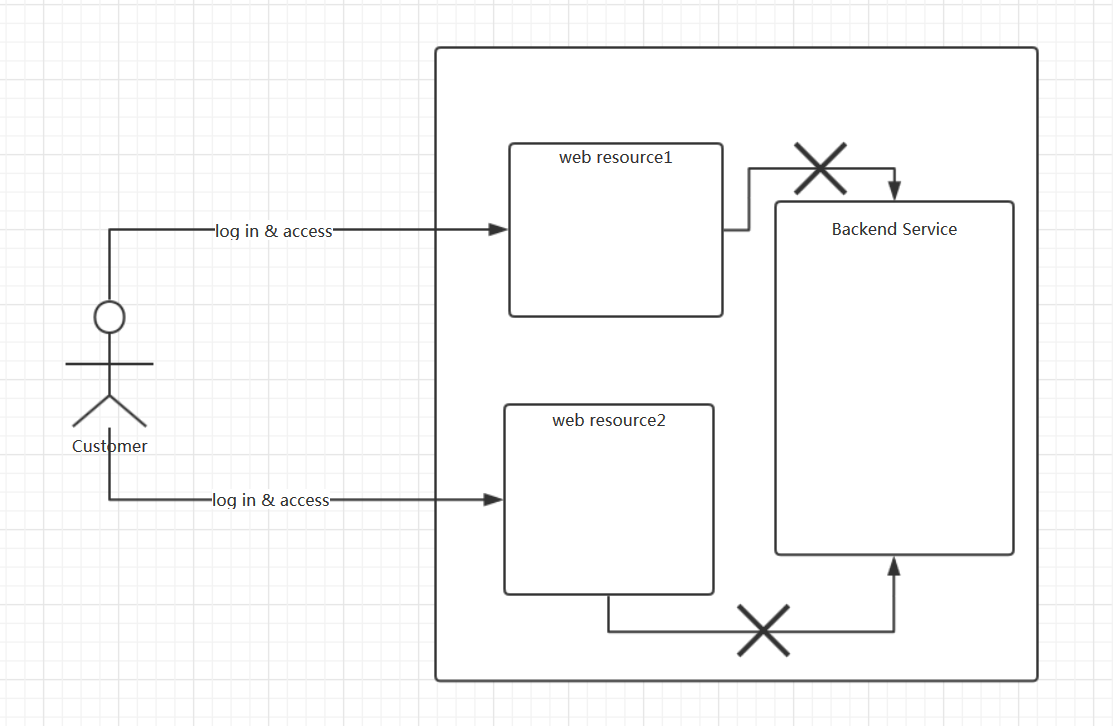 web resource1
Backend Service
log in & access
web resource2
Customer
log in & access